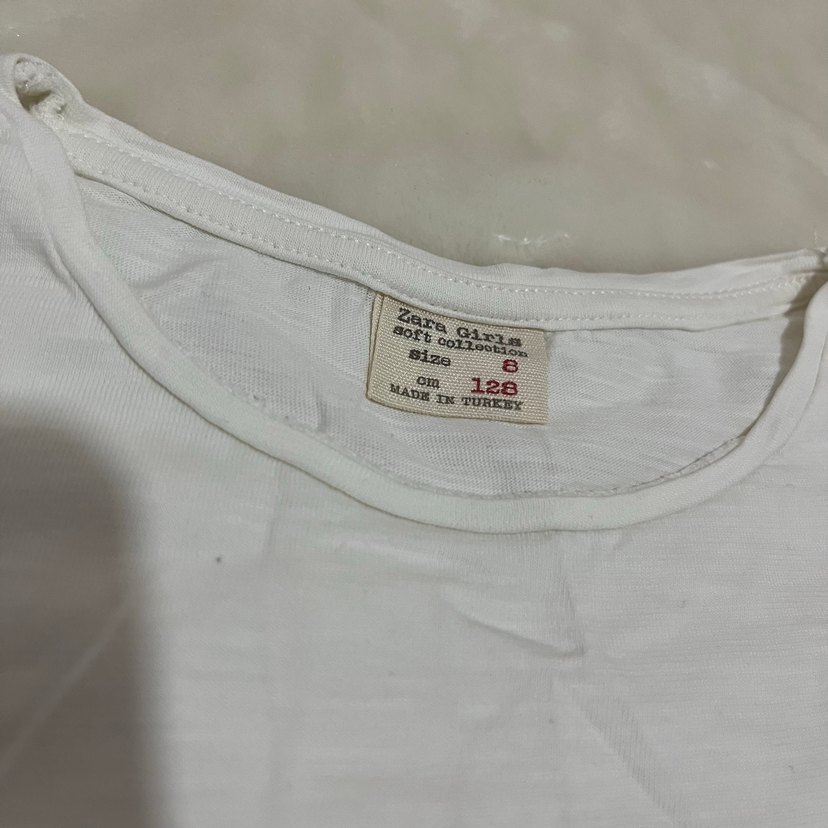 Zara Girls
soft collection
size 8
cm 128
MADE IN TURKEY